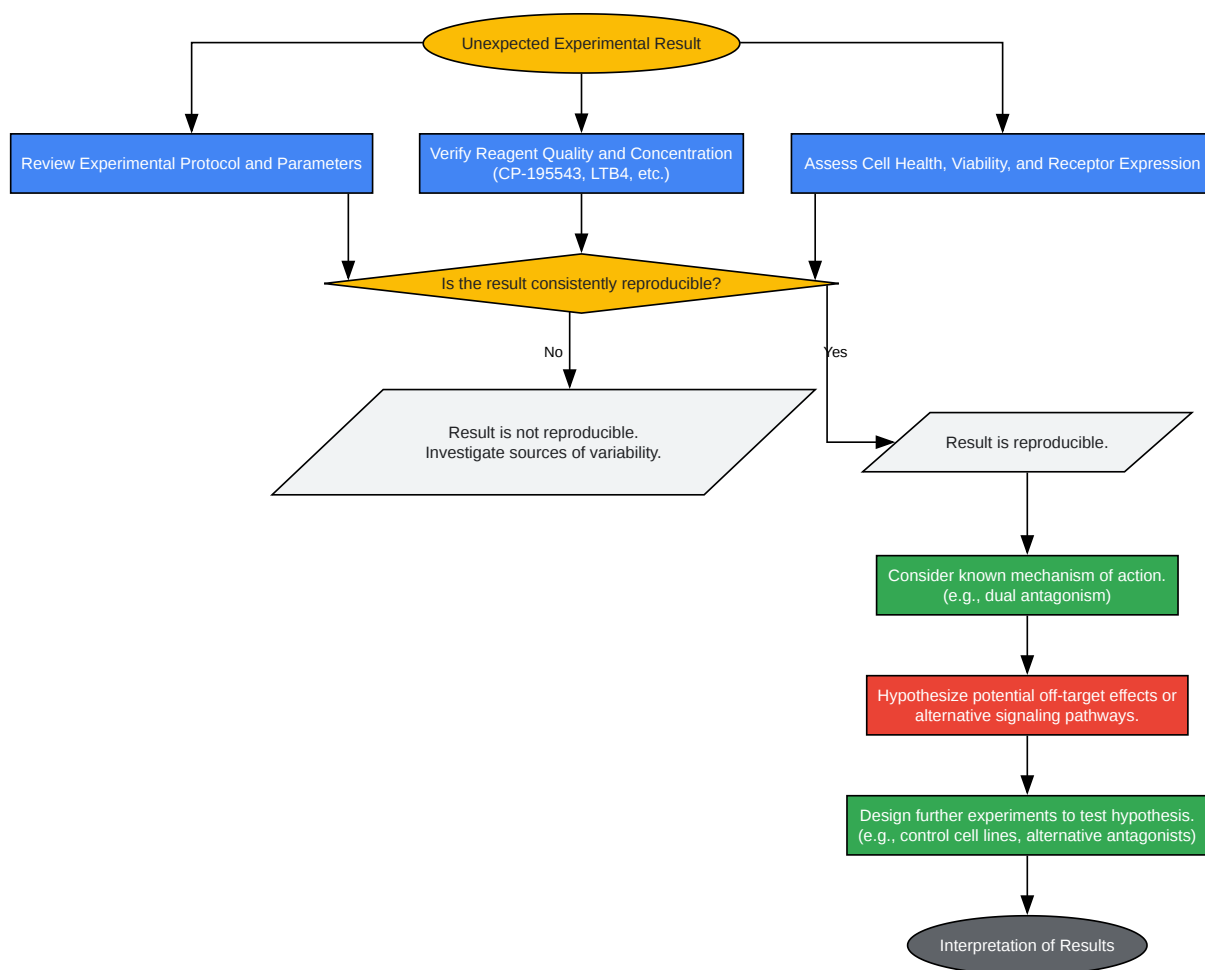 Unexpected Experimental Result
Review Experimental Protocol and Parameters
Verify Reagent Quality and Concentration
(CP-195543, LTB4, etc.)
Assess Cell Health, Viability, and Receptor Expression
Is the result consistently reproducible?
No
Yes
Result is not reproducible.
Investigate sources of variability.
Result is reproducible.
Consider known mechanism of action.
(e.g., dual antagonism)
Hypothesize potential off-target effects or
alternative signaling pathways.
Design further experiments to test hypothesis.
(e.g., control cell lines, alternative antagonists)
Interpretation of Results